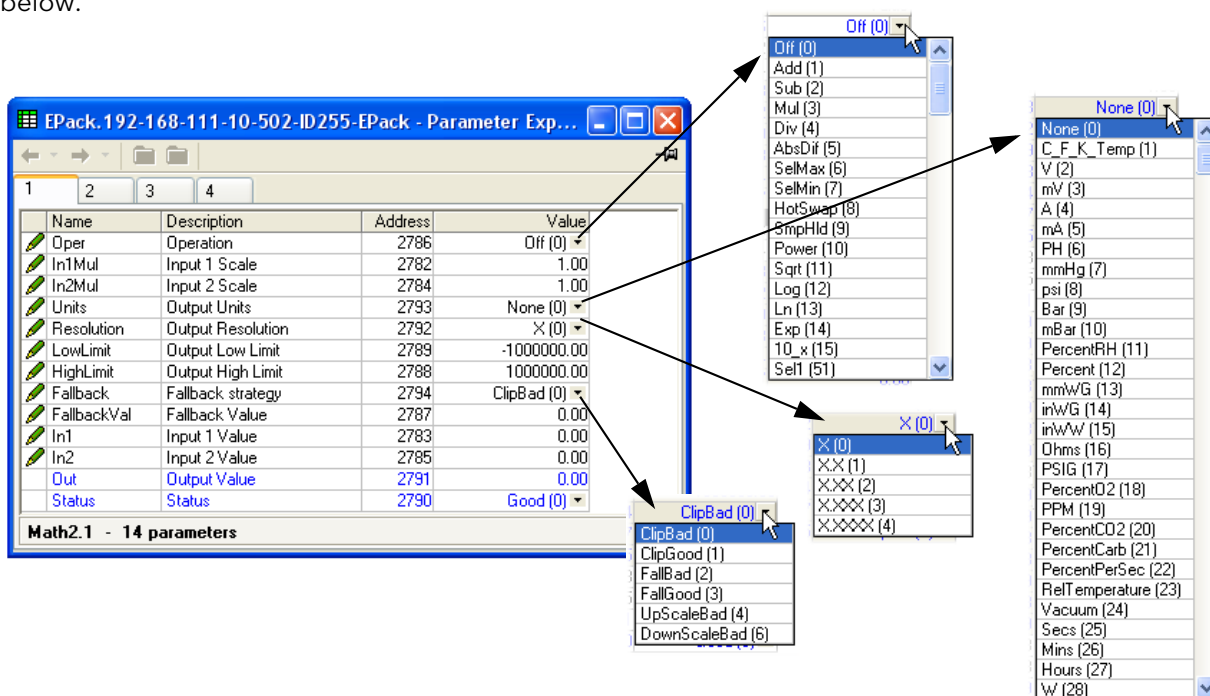 below.
EPack.192-168-111-10-502-ID255-EPack - Parameter Exp...
1 2 3 4
Name Description Address Value
Oper Operation 2786 Off (0)
In1Mul Input 1 Scale 2782 1.00
In2Mul Input 2 Scale 2784 1.00
Units Output Units 2793 None (0)
Resolution Output Resolution 2792 X (0)
LowLimit Output Low Limit 2789 -1000000.00
HighLimit Output High Limit 2788 1000000.00
Fallback Fallback strategy 2794 ClipBad (0)
FallbackVal Fallback Value 2787 0.00
In1 Input 1 Value 2783 0.00
In2 Input 2 Value 2785 0.00
Out Output Value 2791 0.00
Status Status 2790 Good (0)
Math2.1 - 14 parameters
Off (0)
Off (0)
Add (1)
Sub (2)
Mul (3)
Div (4)
AbsDif (5)
SelMax (6)
SelMin (7)
HotSwap (8)
SmpHld (9)
Power (10)
Sqrt (11)
Log (12)
Ln (13)
Exp (14)
10_x (15)
Sel1 (51)
X (0)
X (0)
X.X (1)
X.XX (2)
X.XXX (3)
X.XXXX (4)
ClipBad (0)
ClipBad (0)
ClipGood (1)
FallBad (2)
FallGood (3)
UpScaleBad (4)
DownScaleBad (6)
None (0)
None (0)
C_F_K_Temp (1)
V (2)
mV (3)
A (4)
mA (5)
PH (6)
mmHg (7)
psi (8)
Bar (9)
mBar (10)
PercentRH (11)
Percent (12)
mmWG (13)
inWG (14)
inWW (15)
Ohms (16)
PSIG (17)
PercentO2 (18)
PPM (19)
PercentCO2 (20)
PercentCarb (21)
PercentPerSec (22)
RelTemperature (23)
Vacuum (24)
Secs (25)
Mins (26)
Hours (27)
W (28)